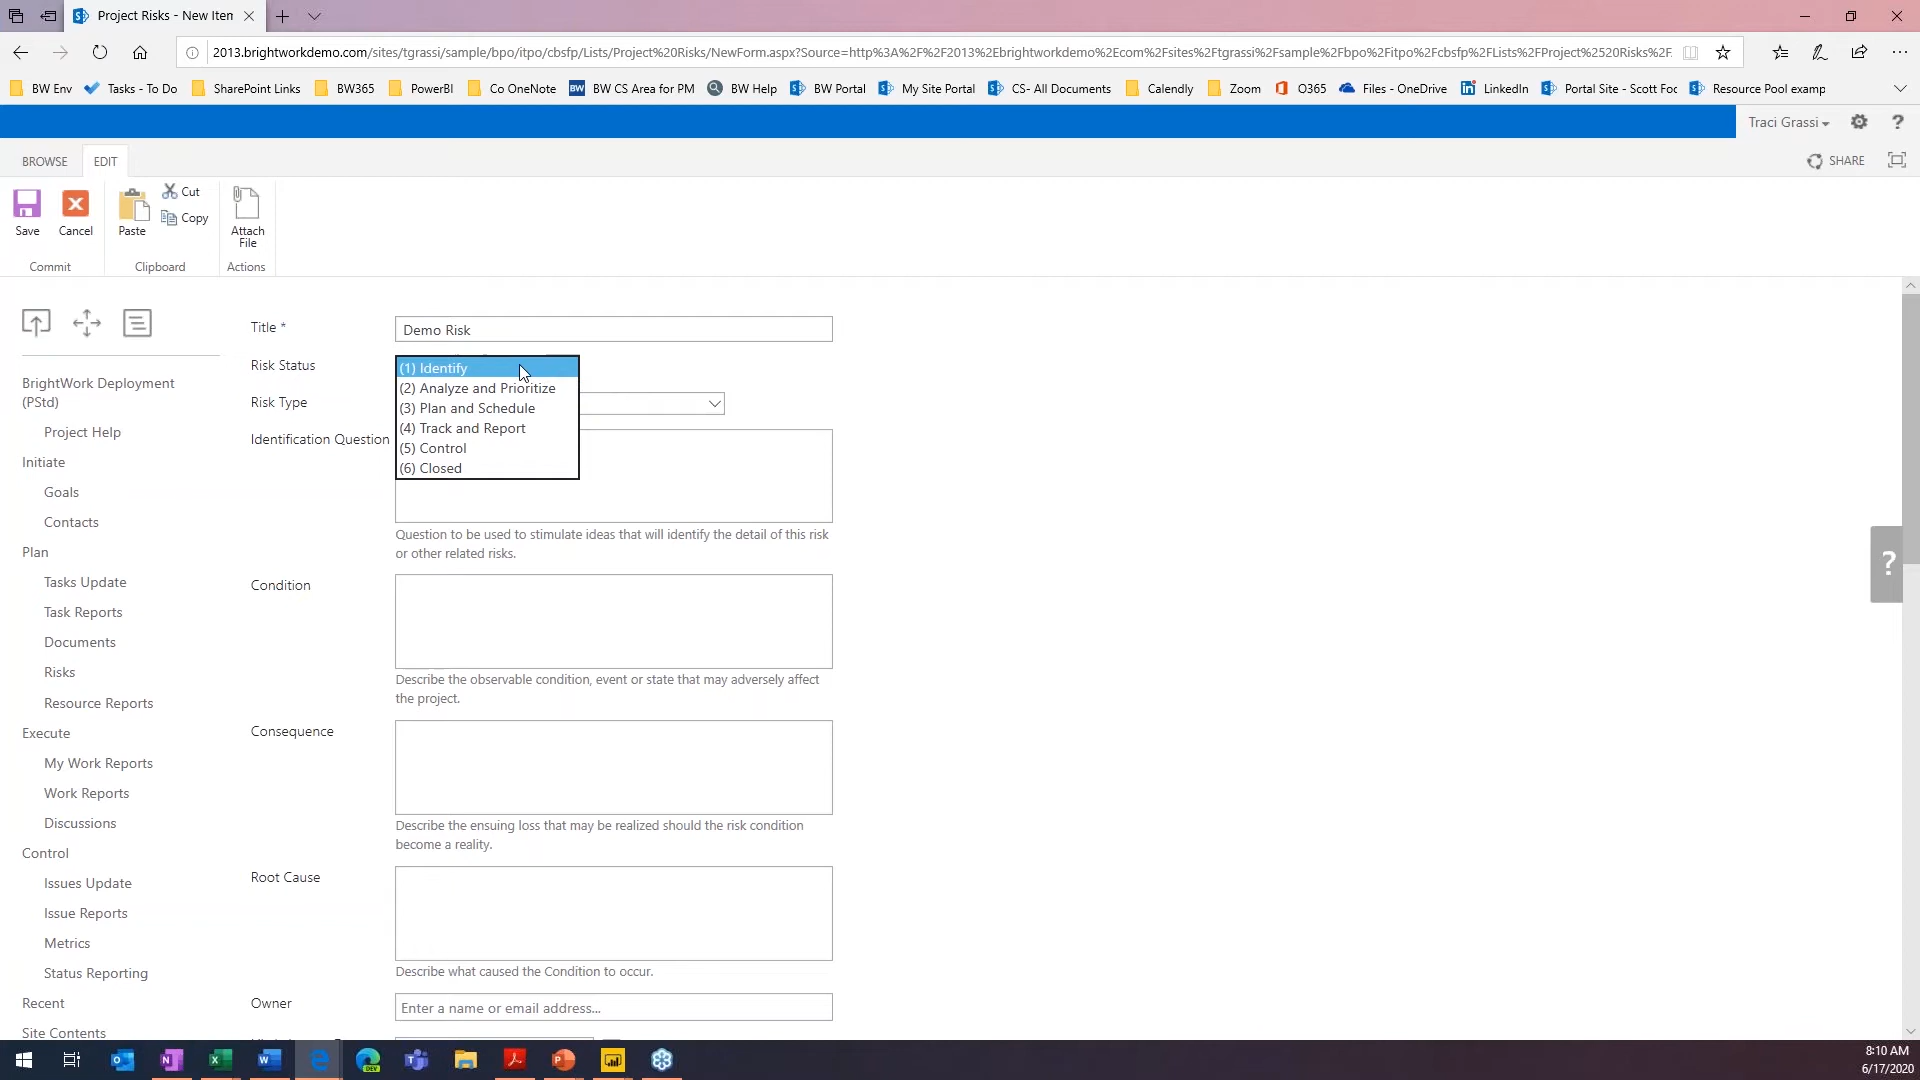 Project Risks - New Item
2013.brightworkdemo.com/sites/tgrassi/sample/bpo/itpo/cbsfp/Lists/Project%20Risks/NewForm.aspx?Source=http%3A%2F%2F2013%2Ebrightworkdemo%2Ecom%2Fsites%2Ftgrassi%2Fsample%2Fbpo%2Fitpo%2Fcbsfp%2FLists%2FProject%2520Risks%2F.
BW Env Tasks - To Do SharePoint Links BW365 PowerBI Co OneNote BW BW CS Area for PM BW Help BW Portal My Site Portal CS- All Documents Calendly Zoom O365 Files - OneDrive LinkedIn Portal Site - Scott Foc Resource Pool examp
Traci Grassi ?
BROWSE EDIT SHARE
Cut
Copy
Save Cancel Paste Attach File
Commit Clipboard Actions
Title * Demo Risk
Risk Status (1) Identify
(2) Analyze and Prioritize
(3) Plan and Schedule
(4) Track and Report
(5) Control
(6) Closed
Risk Type
Identification Question
Question to be used to stimulate ideas that will identify the detail of this risk
or other related risks.
Condition
Describe the observable condition, event or state that may adversely affect
the project.
Consequence
Describe the ensuing loss that may be realized should the risk condition
become a reality.
Root Cause
Describe what caused the Condition to occur.
Owner Enter a name or email address...
BrightWork Deployment
(PStd)
Project Help
Initiate
Goals
Contacts
Plan
Tasks Update
Task Reports
Documents
Risks
Resource Reports
Execute
My Work Reports
Work Reports
Discussions
Control
Issues Update
Issue Reports
Metrics
Status Reporting
Recent
Site Contents
?
DEV
8:10 AM
6/17/2020